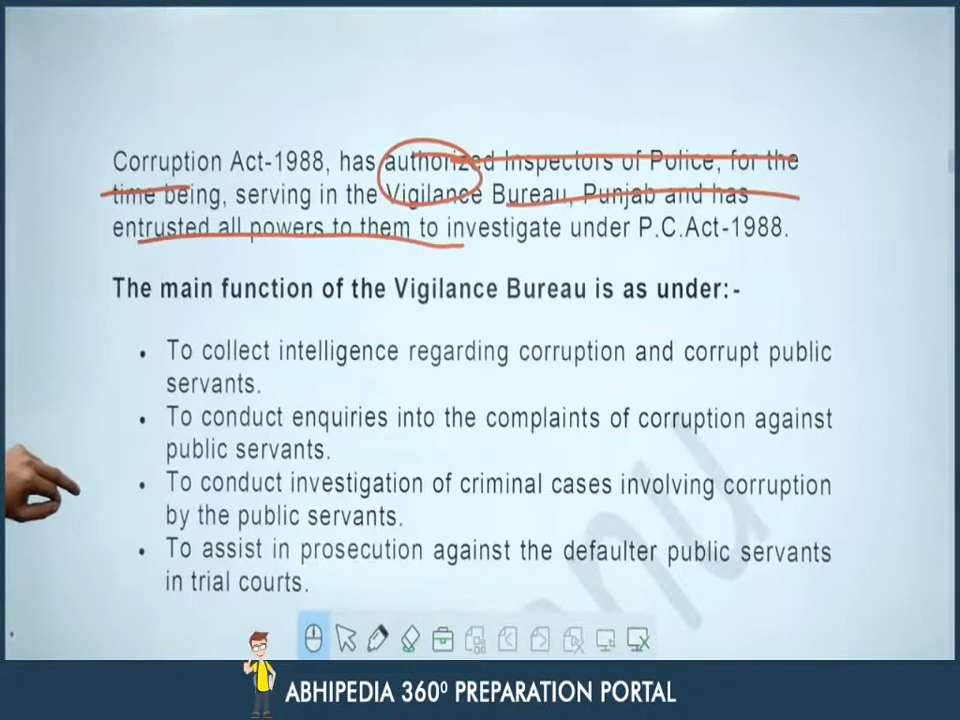 Corruption Act-1988, has authorized Inspectors of Police, for the
time being, serving in the Vigilance Bureau, Punjab and has
entrusted all powers to them to investigate under P.C.Act-1988.
The main function of the Vigilance Bureau is as under:-
• To collect intelligence regarding corruption and corrupt public
servants.
• To conduct enquiries into the complaints of corruption against
public servants.
• To conduct investigation of criminal cases involving corruption
by the public servants.
• To assist in prosecution against the defaulter public servants
in trial courts.
ABHIPEDIA 360⁰ PREPARATION PORTAL